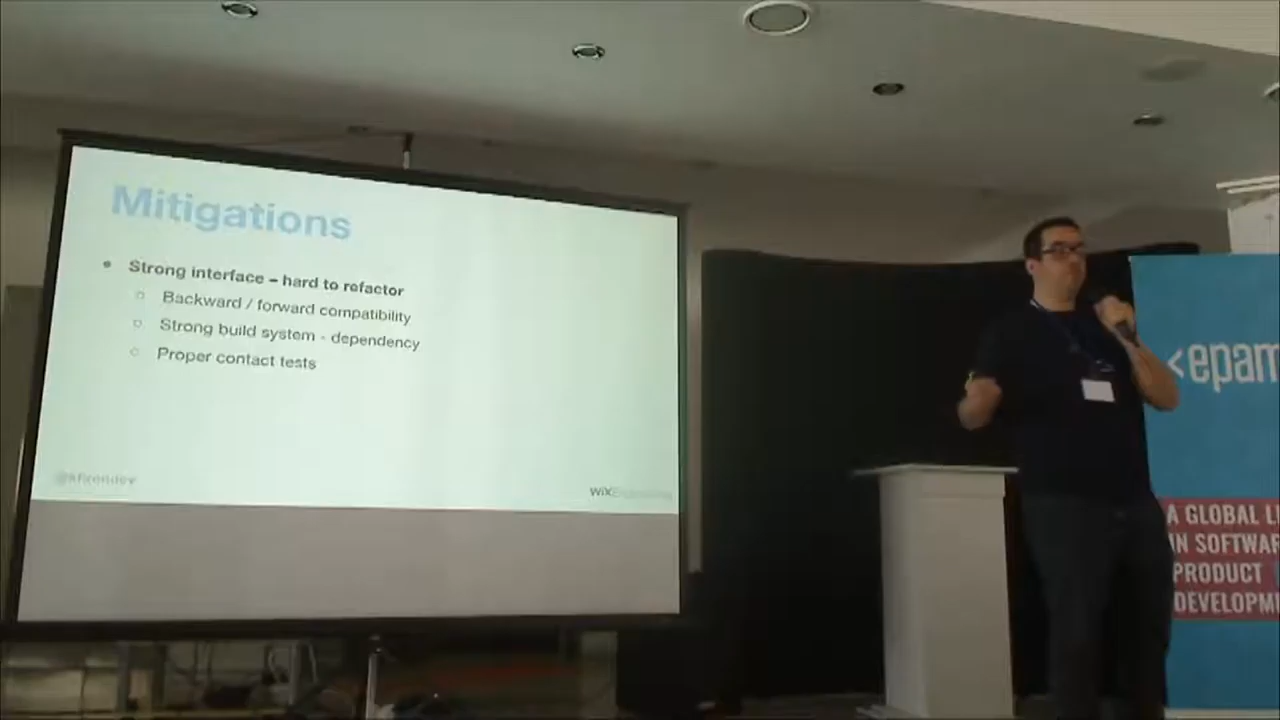 Mitigations
Strong interface – hard to refactor
Backward / forward compatibility
Strong build system - dependency
Proper contact tests
WiX
<epam
A GLOBAL
IN SOFTWAR
PRODUCT
DEVELOPM